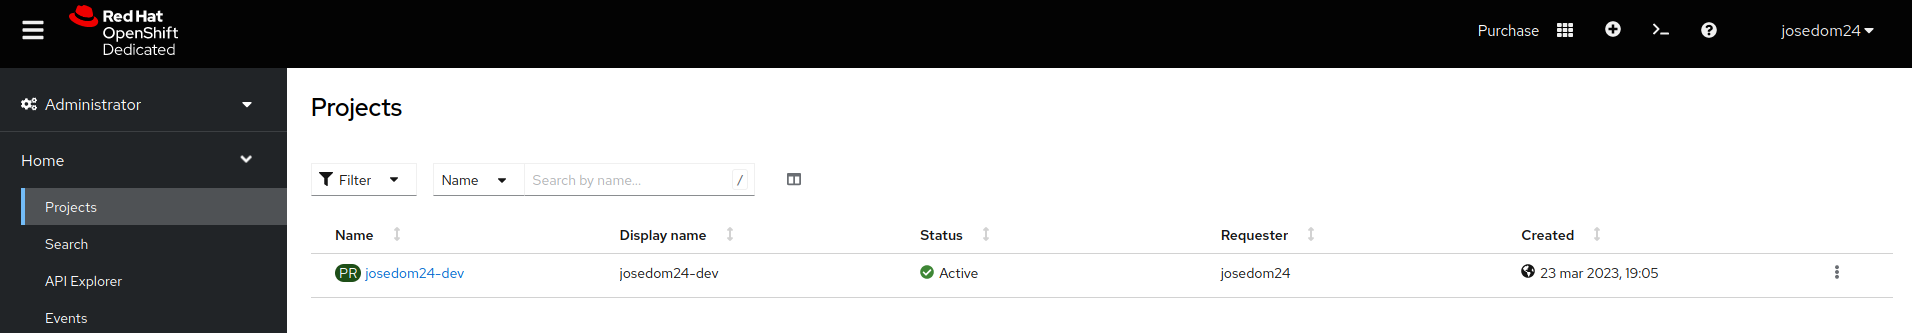 Red Hat
OpenShift
Dedicated
Purchase
josedom24
Administrator
Home
Projects
Search
API Explorer
Events
Projects
Filter Name Search by name... /
Name Display name Status Requester Created
PR josedom24-dev josedom24-dev Active josedom24 23 mar 2023, 19:05